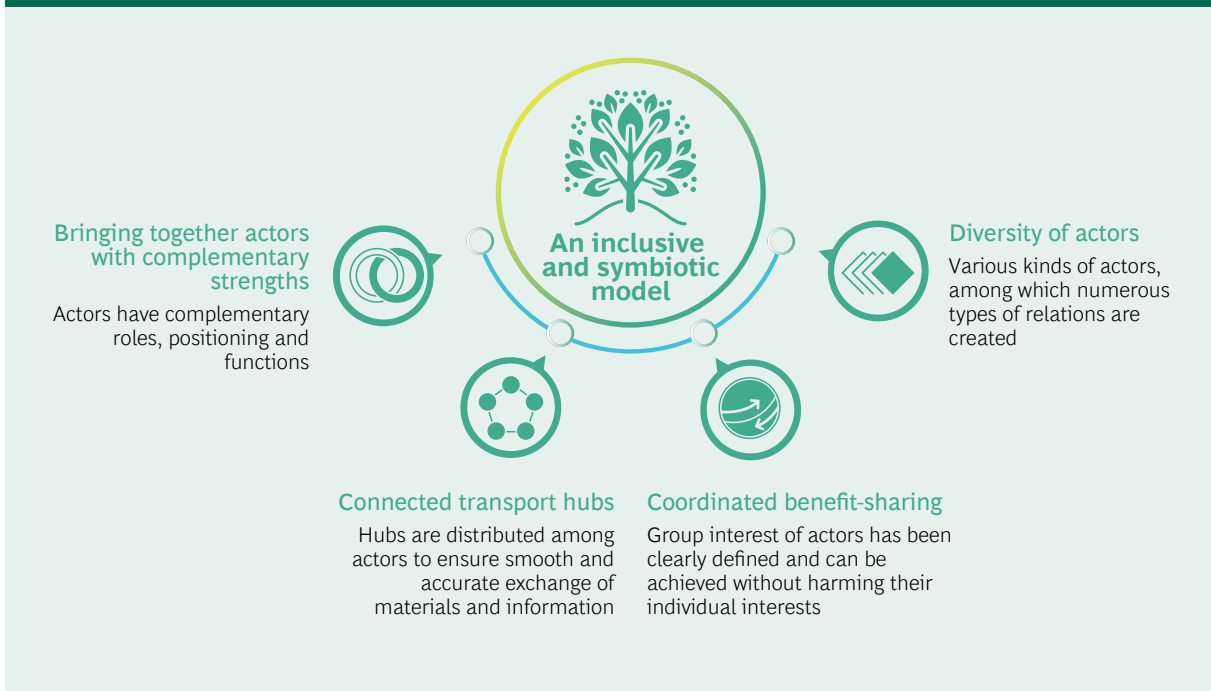 An inclusive
and symbiotic
model
Bringing together actors
with complementary
strengths
Actors have complementary
roles, positioning and
functions
Connected transport hubs
Hubs are distributed among
actors to ensure smooth and
accurate exchange of
materials and information
Coordinated benefit-sharing
Group interest of actors has been
clearly defined and can be
achieved without harming their
individual interests
Diversity of actors
Various kinds of actors,
among which numerous
types of relations are
created